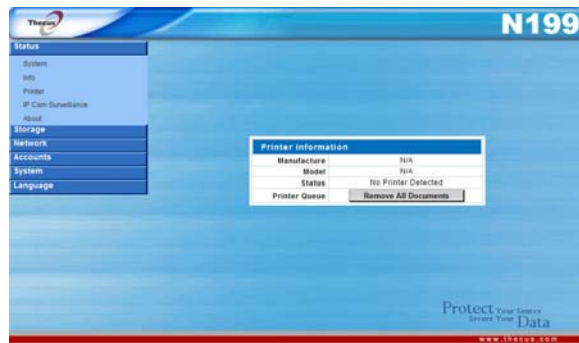 Thecus
N199
Status
System
Info
Printer
IP Cam Surveillance
About
Storage
Network
Accounts
System
Language
Printer Information
Manufacture N/A
Model N/A
Status No Printer Detected
Printer Queue Remove All Documents
Protect Your Source
Secure Your Data
www.thecus.com